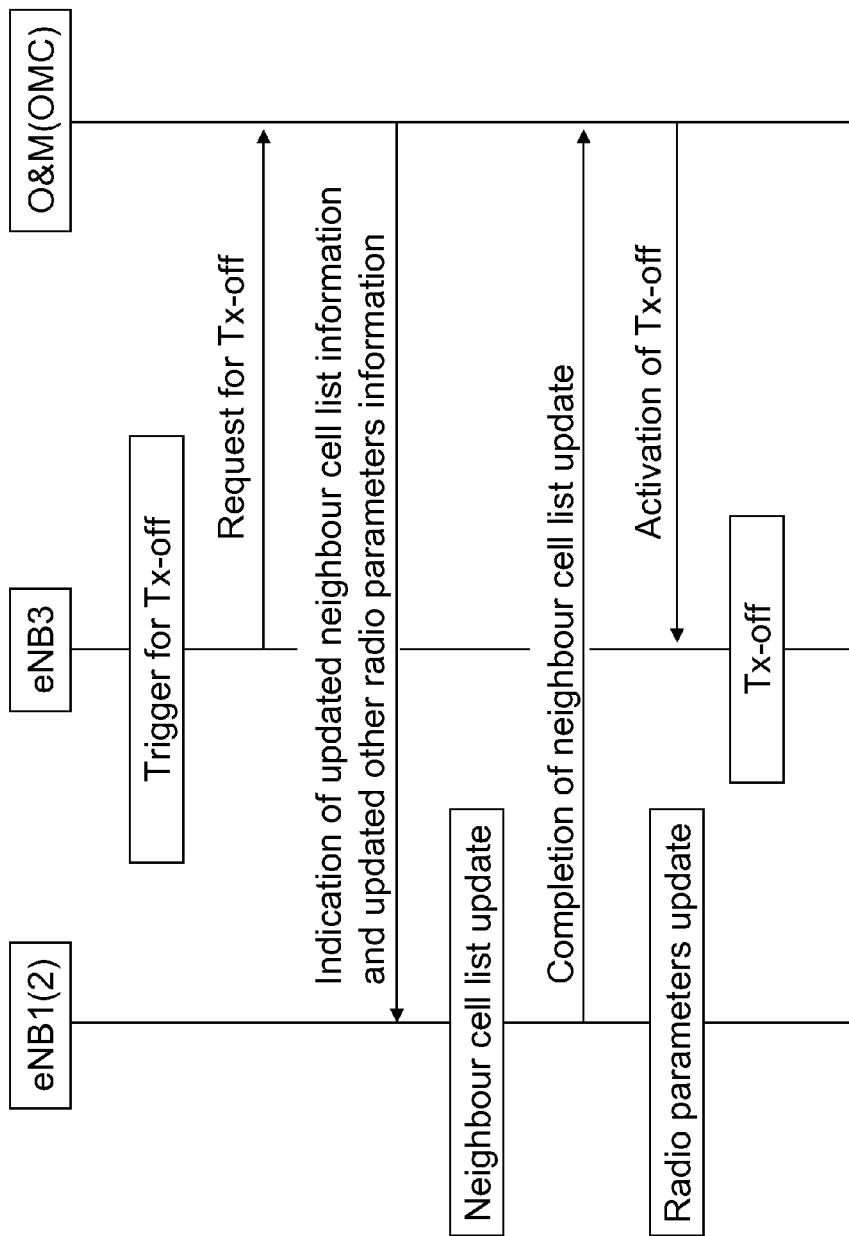 eNB1(2)
eNB3
O&M(OMC)
Trigger for Tx-off
Request for Tx-off
Indication of updated neighbour cell list information
and updated other radio parameters information
Neighbour cell list update
Completion of neighbour cell list update
Radio parameters update
Activation of Tx-off
Tx-off